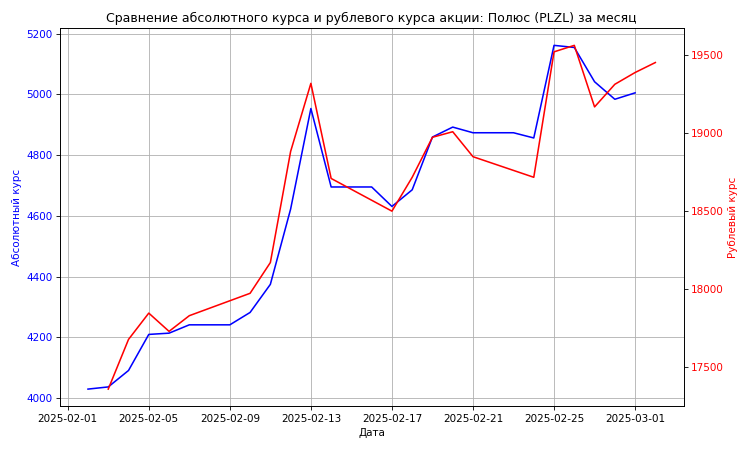 Сравнение абсолютного курса и рублевого курса акции: Полюс (PLZL) за месяц
5200
5000
4800
4600
4400
4200
4000
Абсолютный курс
19500
19000
18500
18000
17500
Рублевый курс
2025-02-01 2025-02-05 2025-02-09 2025-02-13 2025-02-17 2025-02-21 2025-02-25 2025-03-01
Дата